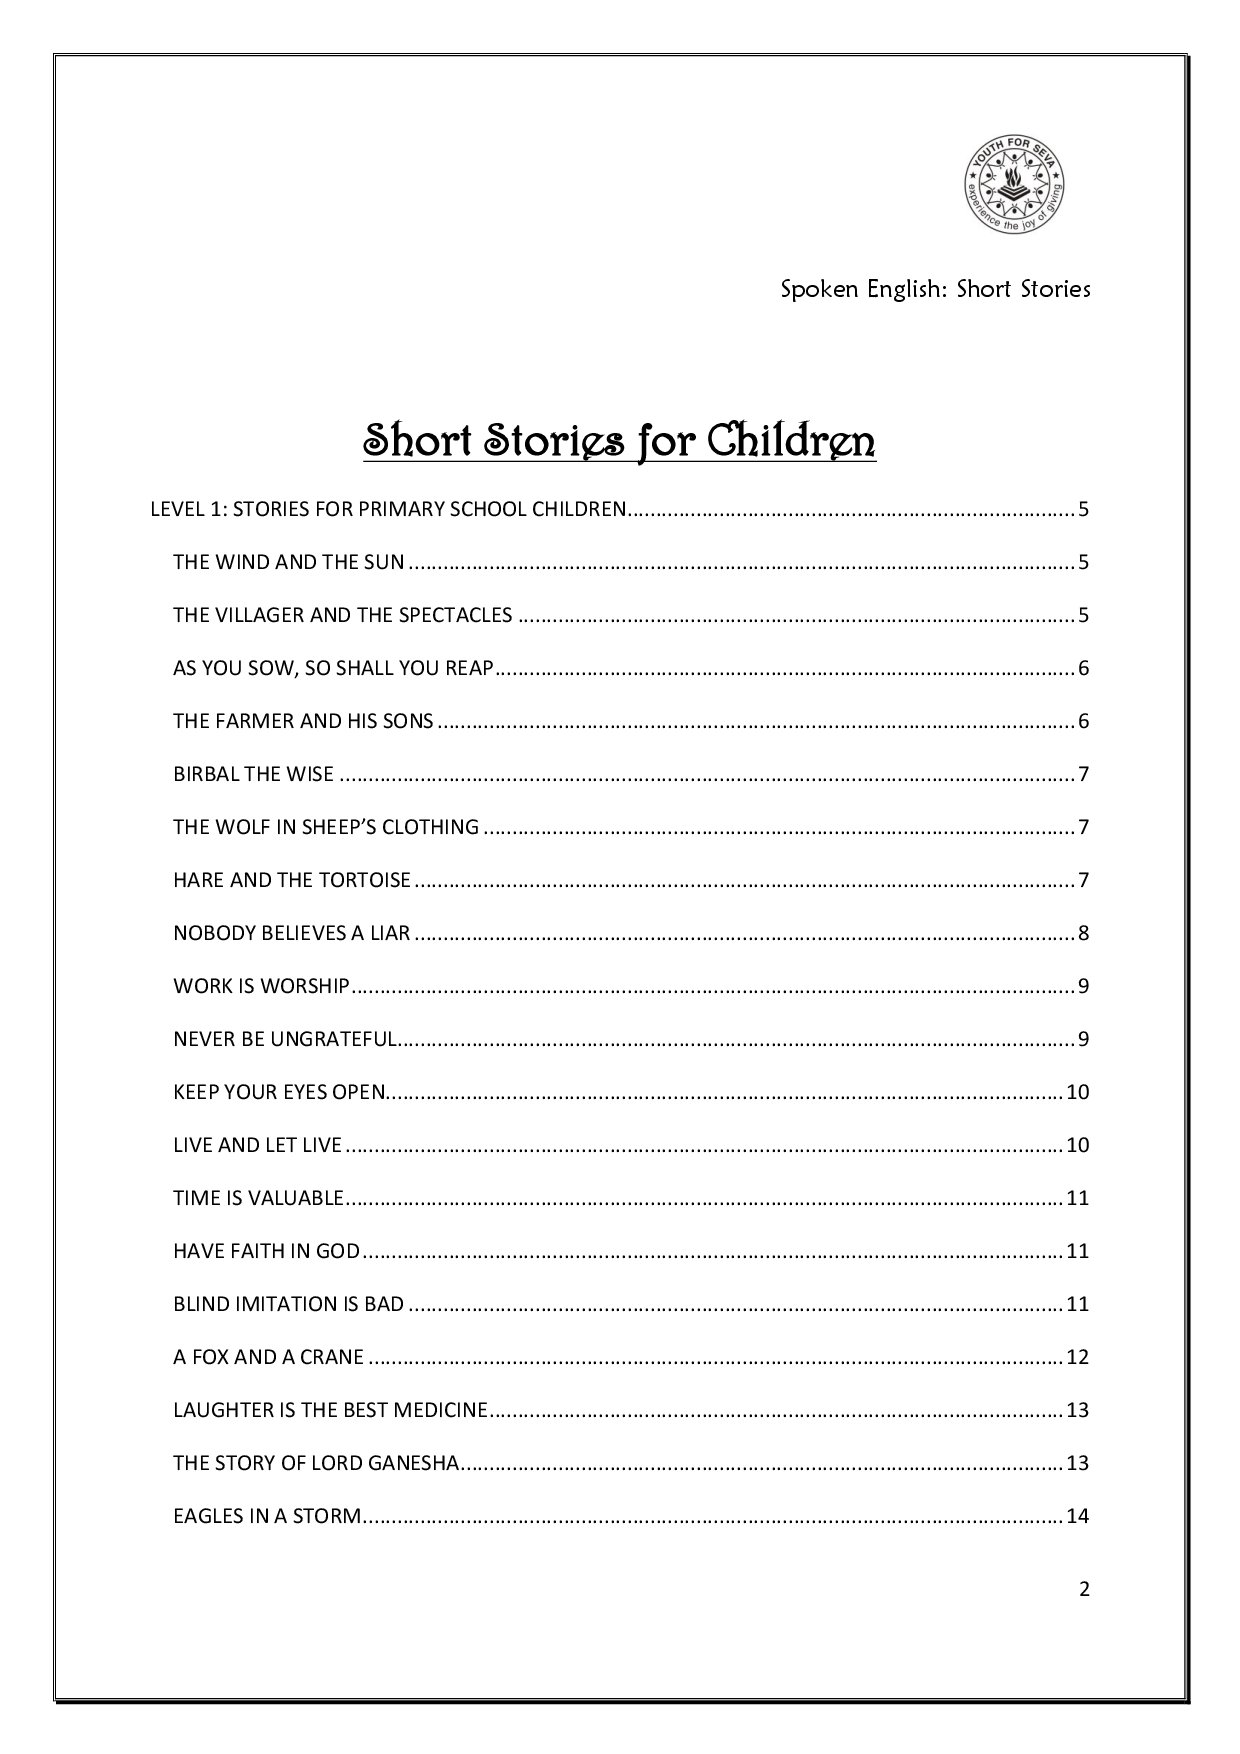 YOUTH FOR SEVA
experience the joy of giving
Spoken English: Short Stories
Short Stories for Children
LEVEL 1: STORIES FOR PRIMARY SCHOOL CHILDREN 5
THE WIND AND THE SUN 5
THE VILLAGER AND THE SPECTACLES 5
AS YOU SOW, SO SHALL YOU REAP 6
THE FARMER AND HIS SONS 6
BIRBAL THE WISE 7
THE WOLF IN SHEEP’S CLOTHING 7
HARE AND THE TORTOISE 7
NOBODY BELIEVES A LIAR 8
WORK IS WORSHIP 9
NEVER BE UNGRATEFUL 9
KEEP YOUR EYES OPEN 10
LIVE AND LET LIVE 10
TIME IS VALUABLE 11
HAVE FAITH IN GOD 11
BLIND IMITATION IS BAD 11
A FOX AND A CRANE 12
LAUGHTER IS THE BEST MEDICINE 13
THE STORY OF LORD GANESHA 13
EAGLES IN A STORM 14
2